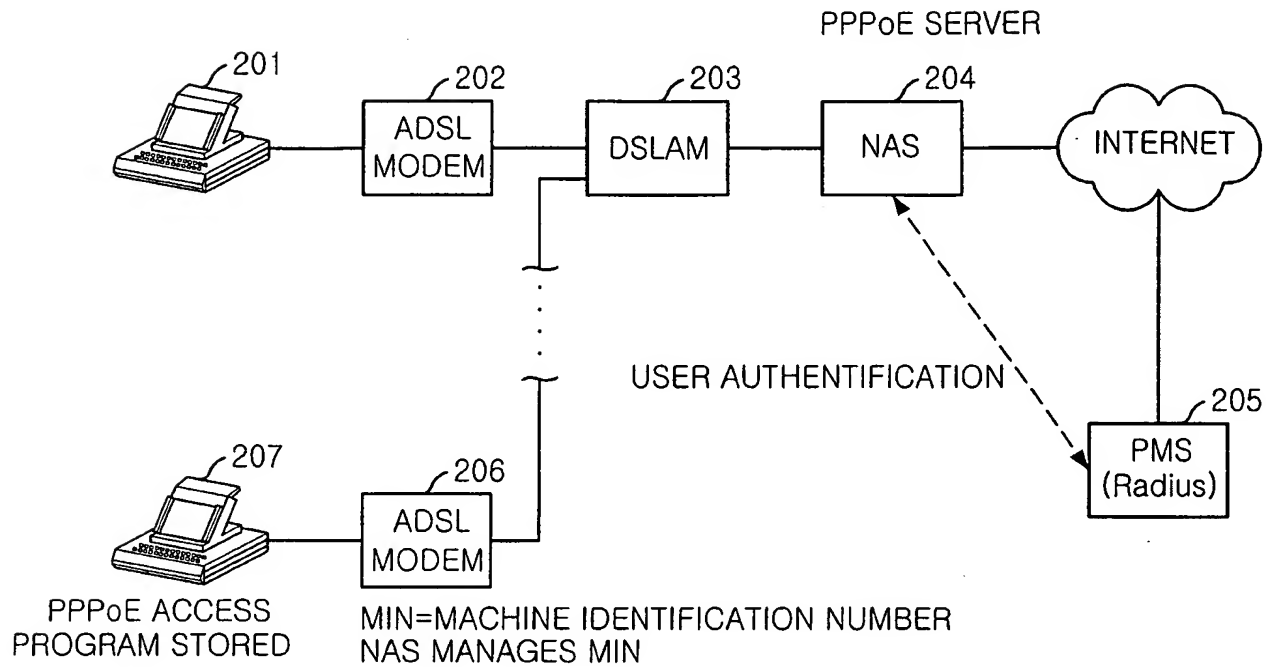 PPPoE SERVER
201
202
203
204
ADSL
MODEM
DSLAM
NAS
INTERNET
USER AUTHENTIFICATION
205
PMS
(Radius)
207
206
ADSL
MODEM
PPPoE ACCESS
PROGRAM STORED
MIN=MACHINE IDENTIFICATION NUMBER
NAS MANAGES MIN